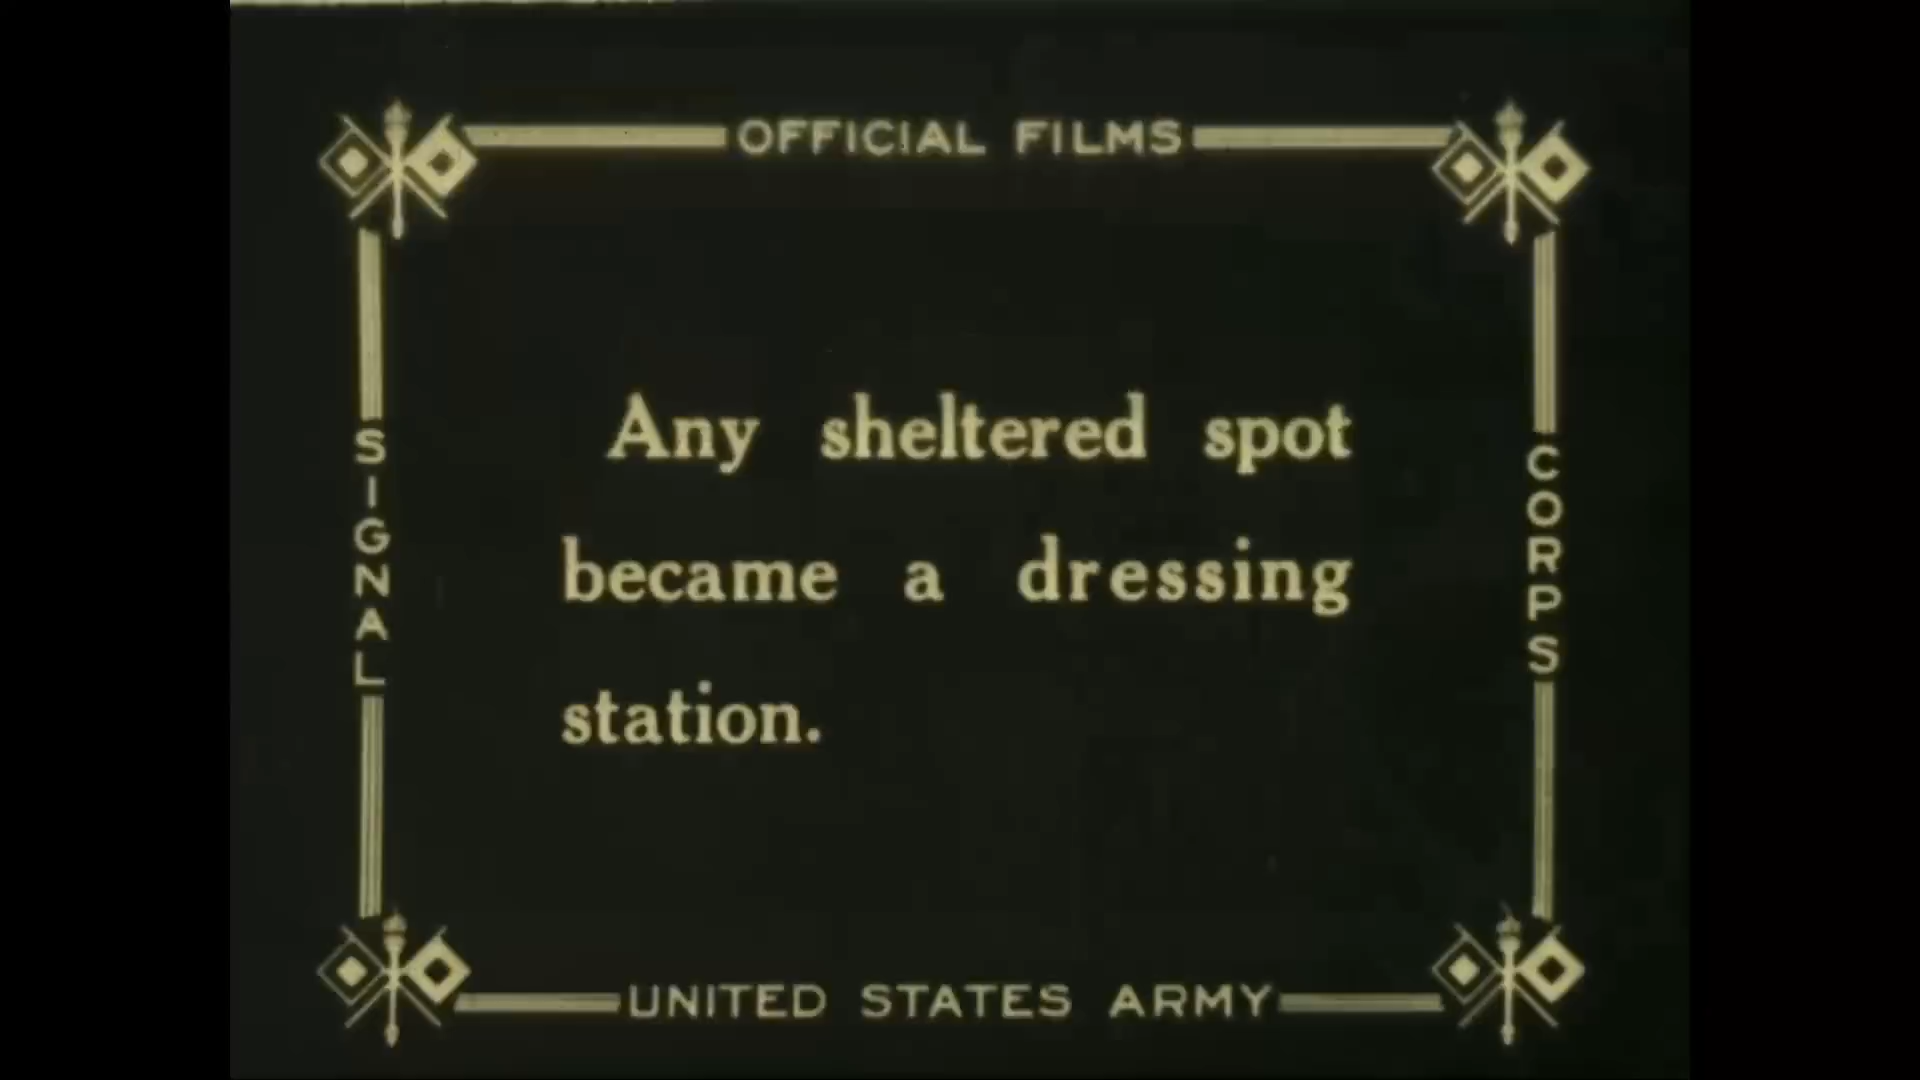 OFFICIAL FILMS
SIGNAL
CORPS
Any sheltered spot
became a dressing
station.
UNITED STATES ARMY